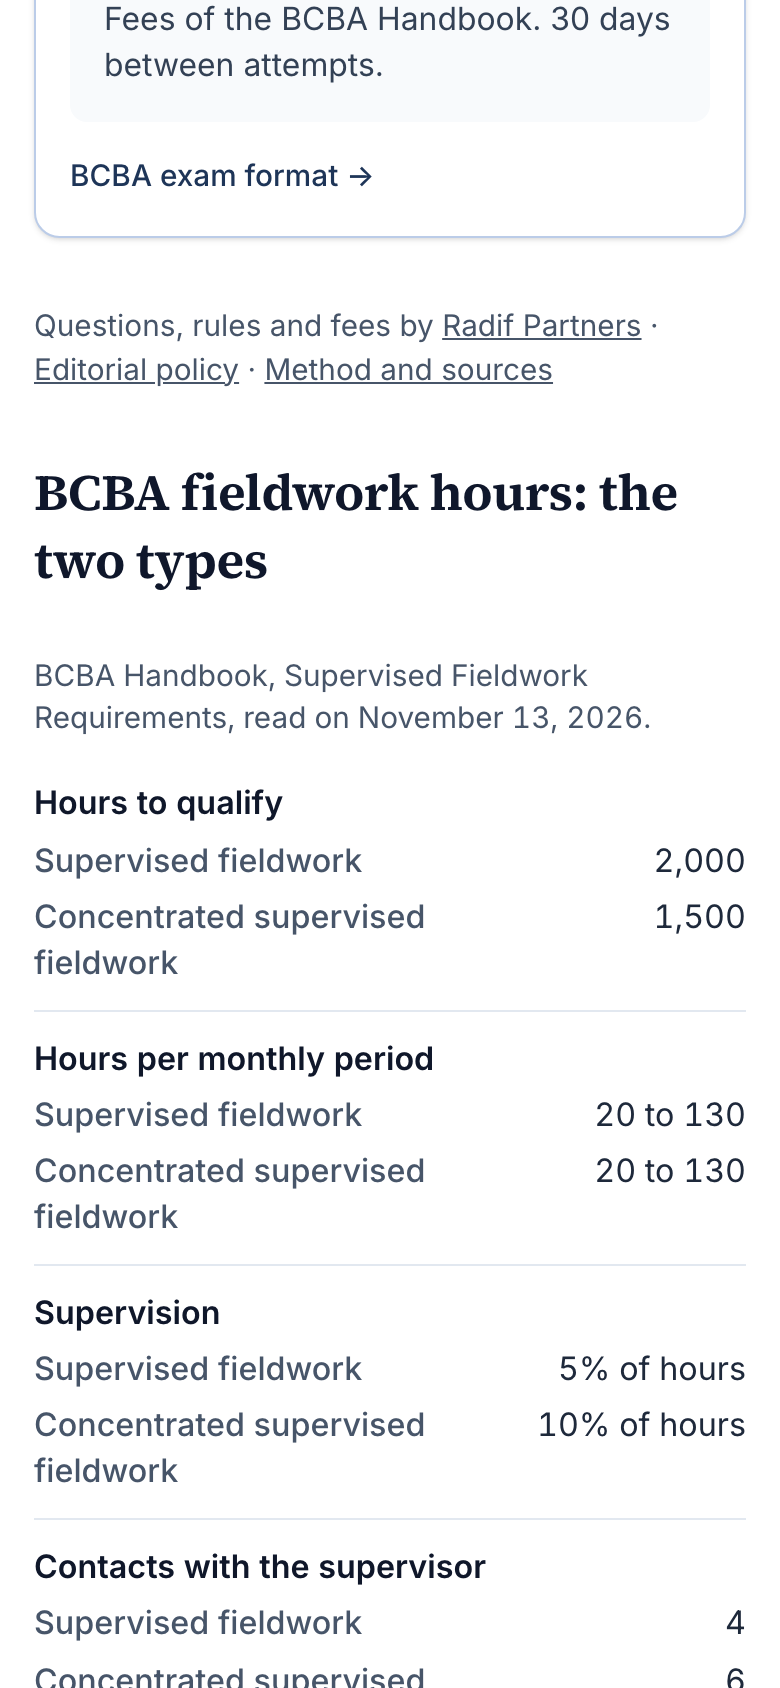 Fees of the BCBA Handbook. 30 days
between attempts.
BCBA exam format →
Questions, rules and fees by Radif Partners ·
Editorial policy · Method and sources
BCBA fieldwork hours: the
two types
BCBA Handbook, Supervised Fieldwork
Requirements, read on November 13, 2026.
Hours to qualify
Supervised fieldwork 2,000
Concentrated supervised 1,500
fieldwork
Hours per monthly period
Supervised fieldwork 20 to 130
Concentrated supervised 20 to 130
fieldwork
Supervision
Supervised fieldwork 5% of hours
Concentrated supervised 10% of hours
fieldwork
Contacts with the supervisor
Supervised fieldwork 4
Concentrated supervised 6